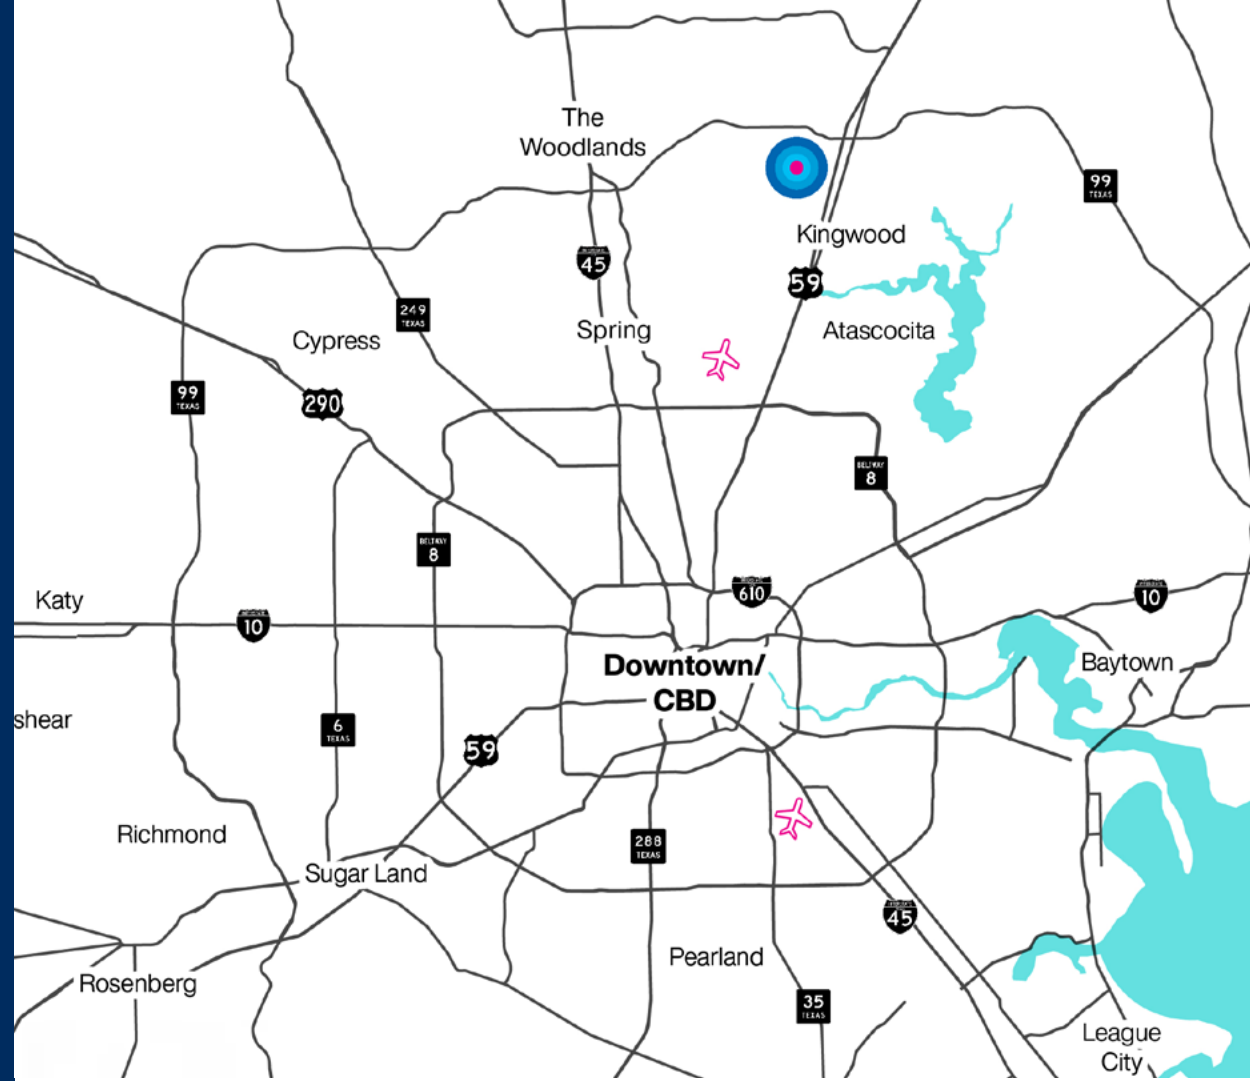 The
Woodlands
99
TEXAS
Kingwood
45
59
249
TEXAS
Spring
Atascocita
Cypress
99
TEXAS
290
BELTWAY
8
BELTWAY
8
610
10
Katy
10
Downtown/
CBD
Baytown
shear
6
TEXAS
59
Richmond
288
TEXAS
Sugar Land
45
Pearland
Rosenberg
35
TEXAS
League
City